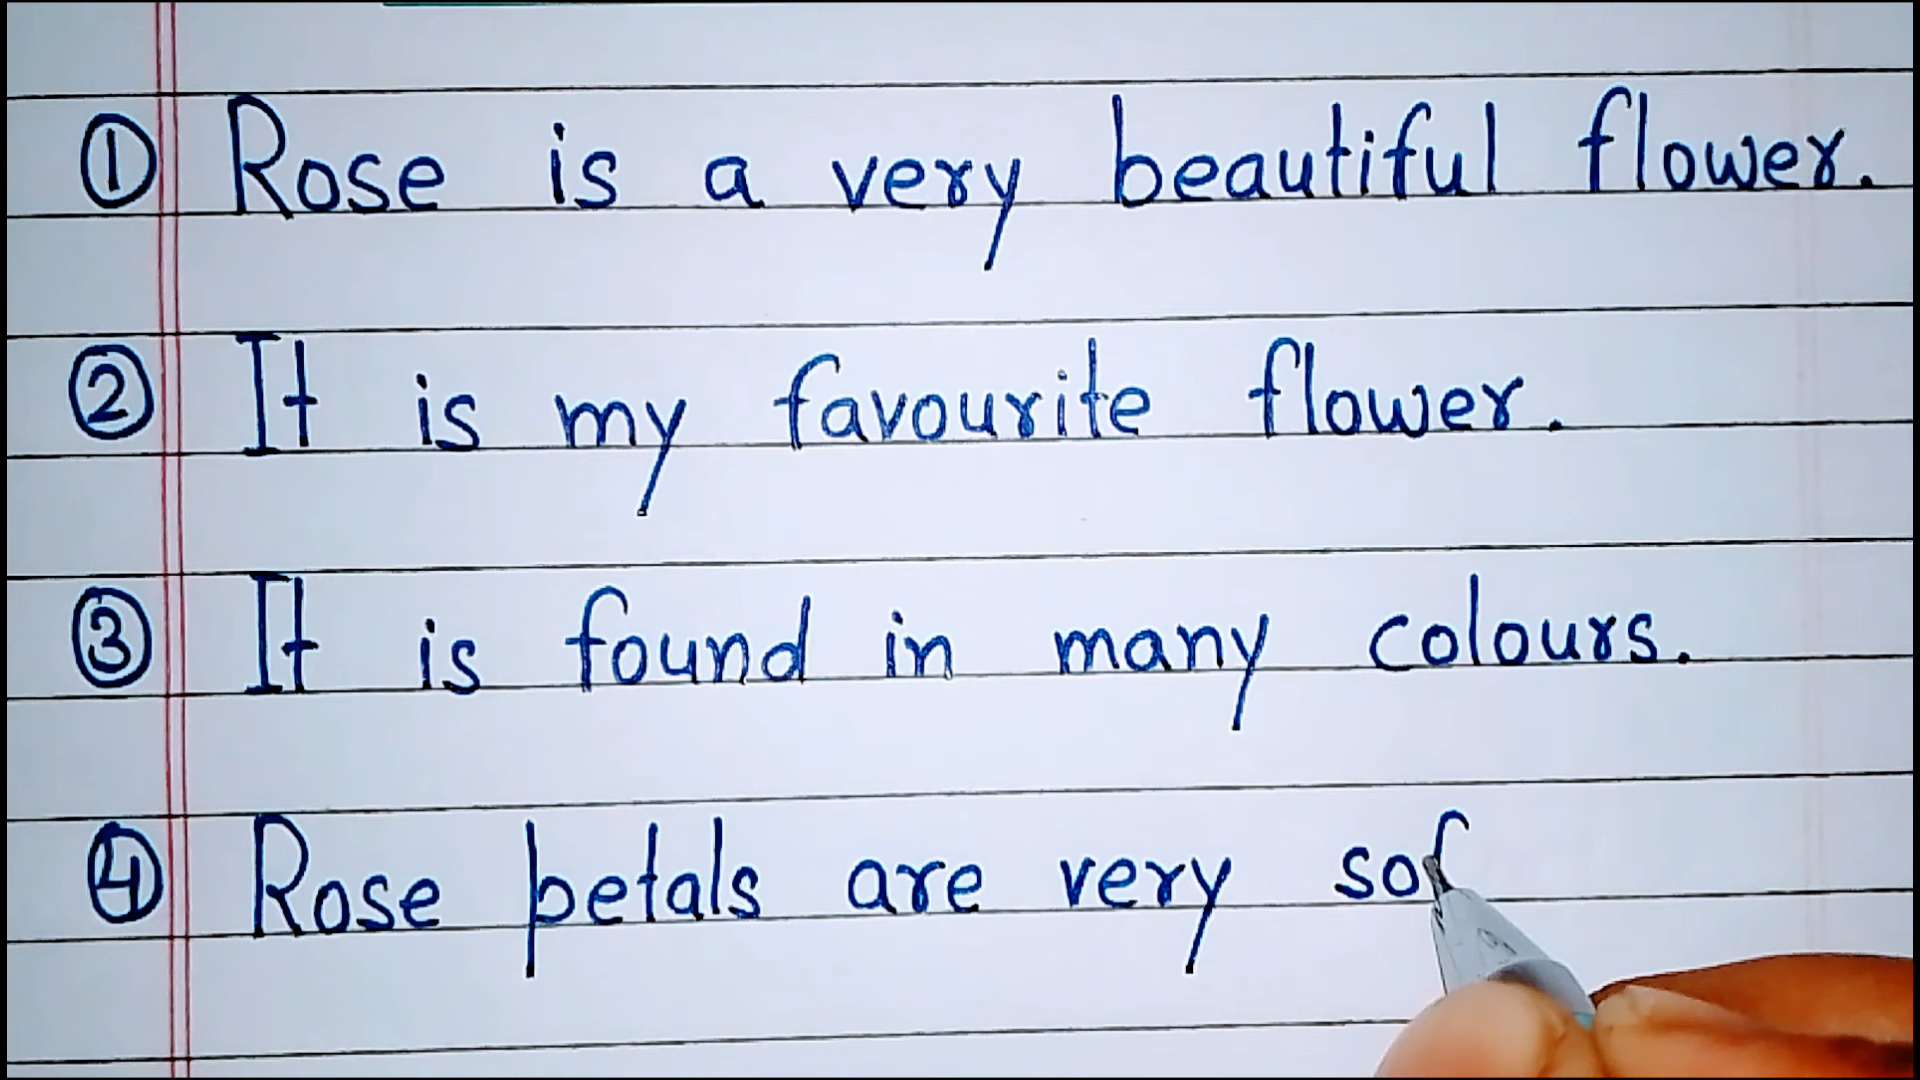 ① Rose is a very beautiful flower.
② It is my favourite flower.
③ It is found in many colours.
④ Rose petals are very sof